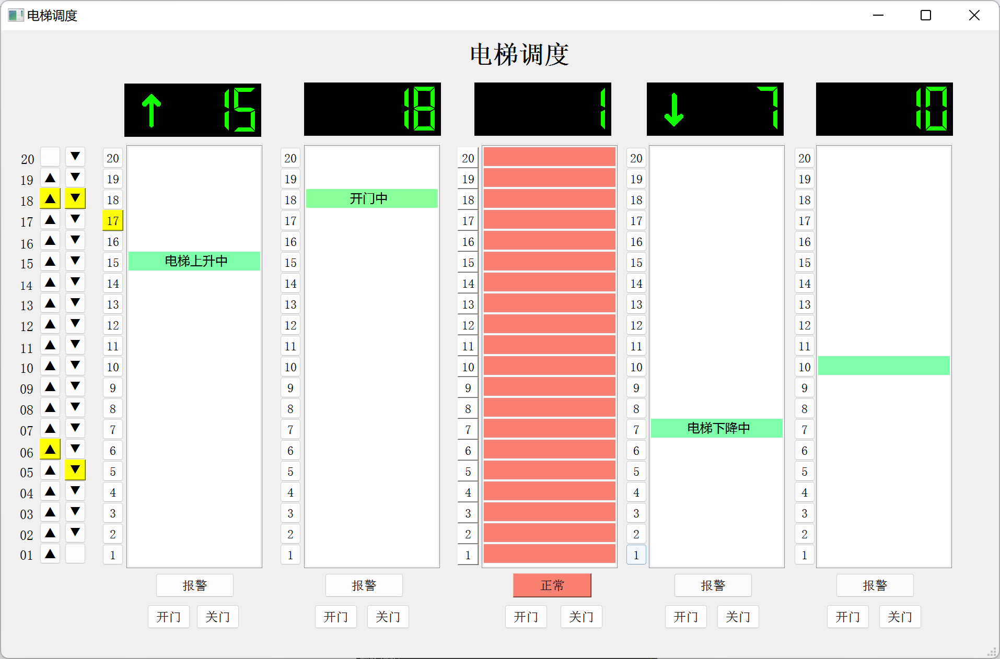 电梯调度
电梯调度
↑ 15 18 1 ↓ 7 10
20 ▼ 20 20 20 20 20
19 ▲ ▼ 19 19 19 19 19
18 ▲ ▼ 18 18 开门中 18 18 18
17 ▲ ▼ 17 17 17 17 17
16 ▲ ▼ 16 16 16 16 16
15 ▲ ▼ 15 电梯上升中 15 15 15 15
14 ▲ ▼ 14 14 14 14 14
13 ▲ ▼ 13 13 13 13 13
12 ▲ ▼ 12 12 12 12 12
11 ▲ ▼ 11 11 11 11 11
10 ▲ ▼ 10 10 10 10 10
09 ▲ ▼ 9 9 9 9 9
08 ▲ ▼ 8 8 8 8 8
07 ▲ ▼ 7 7 7 7 电梯下降中 7
06 ▲ ▼ 6 6 6 6 6
05 ▲ ▼ 5 5 5 5 5
04 ▲ ▼ 4 4 4 4 4
03 ▲ ▼ 3 3 3 3 3
02 ▲ ▼ 2 2 2 2 2
01 ▲ 1 1 1 1 1
报警 报警 正常 报警 报警
开门 关门 开门 关门 开门 关门 开门 关门 开门 关门